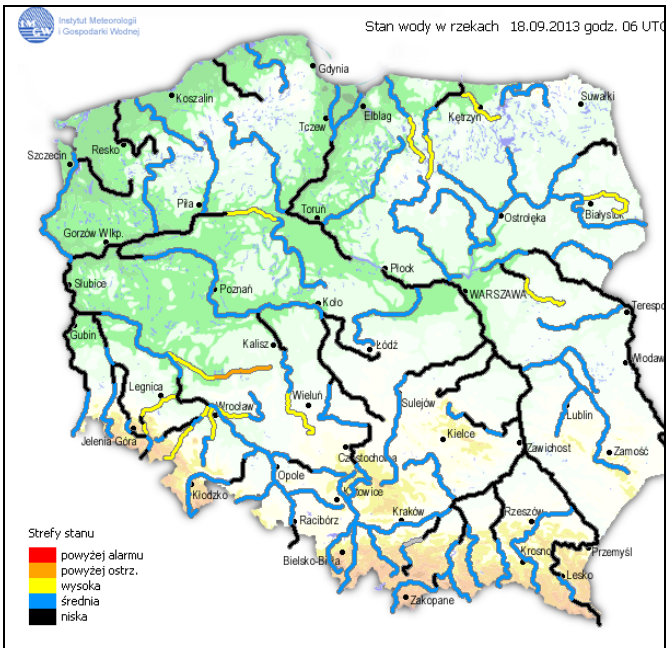 IMGW
Instytut Meteorologii
i Gospodarki Wodnej
Stan wody w rzekach 18.09.2013 godz. 06 UTC
Gdynia
Koszalin
Suwałki
Elbląg
Kętrzyn
Tczew
Resko
Szczecin
Piła
Toruń
Ostrołęka
Białystok
Gorzów Wlkp.
Płock
Słubice
Poznań
WARSZAWA
Koło
Terespol
Gubin
Kalisz
Łódź
Włodawa
Legnica
Wieluń
Sulejów
Wrocław
Lublin
Jelenia Góra
Kielce
Zawichost
Zamość
Częstochowa
Opole
Kłodzko
Katowice
Kraków
Rzeszów
Racibórz
Przemyśl
Bielsko-Biała
Krosno
Lesko
Zakopane
Strefy stanu
powyżej alarmu
powyżej ostrz.
wysoka
średnia
niska